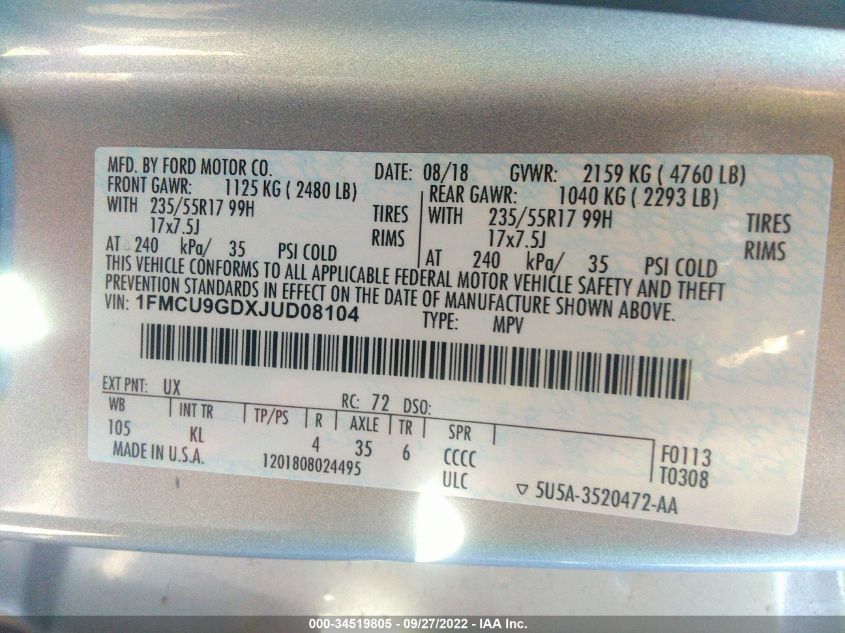 MFD. BY FORD MOTOR CO. DATE: 08/18 GVWR: 2159 KG ( 4760 LB)
FRONT GAWR: 1125 KG ( 2480 LB) REAR GAWR: 1040 KG ( 2293 LB)
WITH 235/55R17 99H TIRES WITH 235/55R17 99H TIRES
17x7.5J RIMS 17x7.5J RIMS
AT 240 kPa/ 35 PSI COLD AT 240 kPa/ 35 PSI COLD
THIS VEHICLE CONFORMS TO ALL APPLICABLE FEDERAL MOTOR VEHICLE SAFETY AND THEFT
PREVENTION STANDARDS IN EFFECT ON THE DATE OF MANUFACTURE SHOWN ABOVE.
VIN: 1FMCU9GDXJUD08104 TYPE: MPV
EXT PNT: UX RC: 72 DSO:
WB INT TR TP/PS R AXLE TR SPR
105 KL 4 35 6 CCCC F0113
MADE IN U.S.A. 1201808024495 ULC T0308
▽ 5U5A-3520472-AA
000-34519805 - 09/27/2022 - IAA Inc.